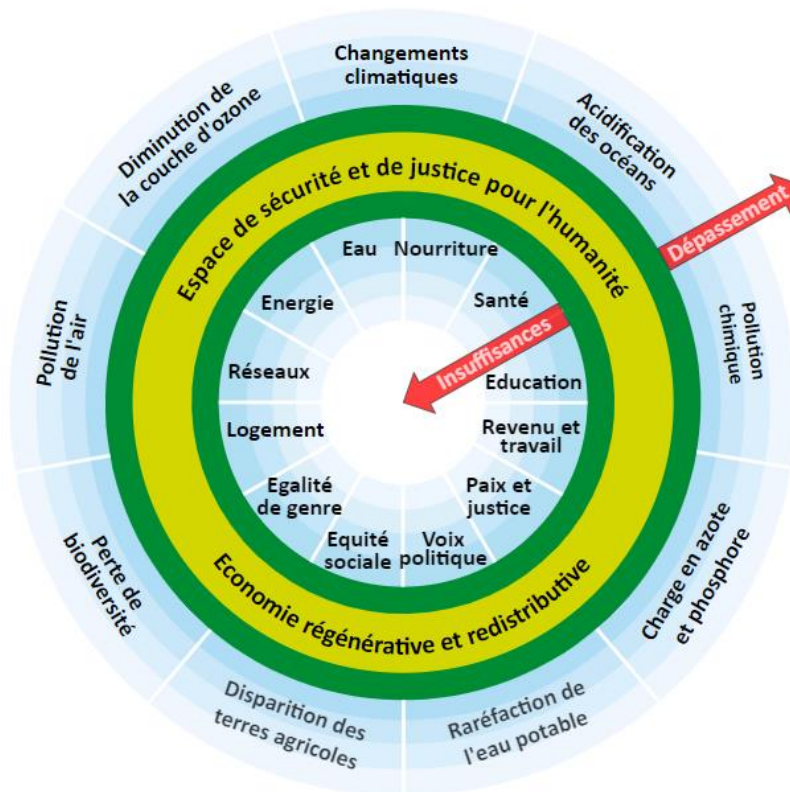 Changements
climatiques
Acidification
des océans
Dépassement
Pollution
chimique
Charge en azote
et phosphore
Raréfaction de
l'eau potable
Disparition des
terres agricoles
Perte de
biodiversité
Pollution
de l'air
Diminution de
la couche d'ozone
Espace de sécurité et de justice pour l'humanité
Economie régénérative et redistributive
Eau
Nourriture
Santé
Insuffisances
Education
Revenu et
travail
Paix et
justice
Voix
politique
Equité
sociale
Egalité
de genre
Logement
Réseaux
Energie